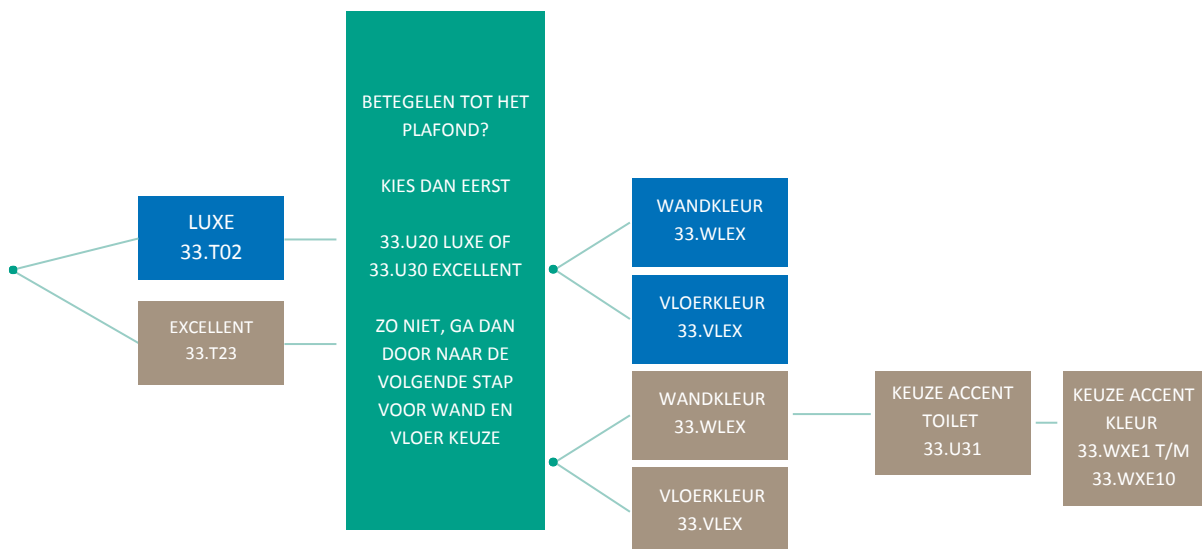 LUXE
33.T02
EXCELLENT
33.T23
BETEGELEN TOT HET
PLAFOND?
KIES DAN EERST
33.U20 LUXE OF
33.U30 EXCELLENT
ZO NIET, GA DAN
DOOR NAAR DE
VOLGENDE STAP
VOOR WAND EN
VLOER KEUZE
WANDKLEUR
33.WLEX
VLOERKLEUR
33.VLEX
WANDKLEUR
33.WLEX
VLOERKLEUR
33.VLEX
KEUZE ACCENT
TOILET
33.U31
KEUZE ACCENT
KLEUR
33.WXE1 T/M
33.WXE10